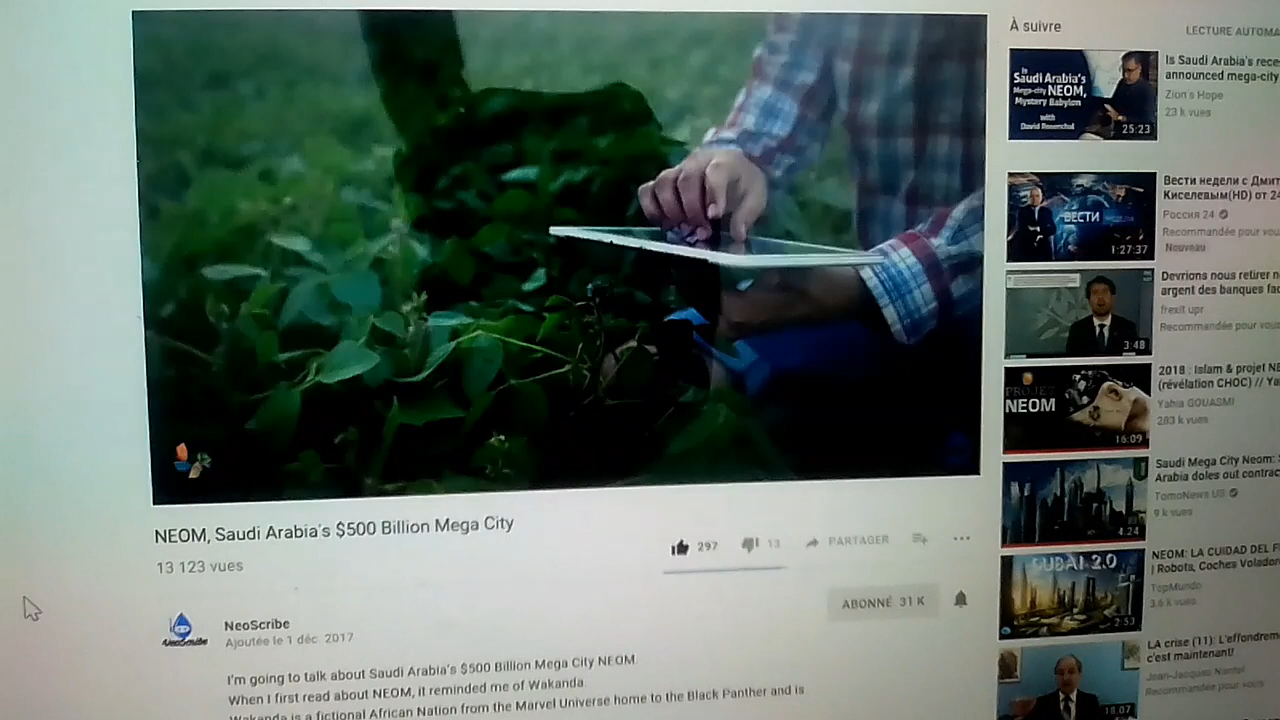 À suivre
LECTURE AUTOMA
Is
Saudi Arabia's
Mega-city NEOM,
Mystery Babylon
with
David Rosenthal
25:23
Is Saudi Arabia's rece
announced mega-city
Zion's Hope
23 k vues
ВЕСТИ
1:27:37
Вести недели с Дмит
Киселевым(HD) от 24
Россия 24
Recommandée pour vou
Nouveau
3:48
Devrions nous retirer n
argent des banques fa
frexit upr
Recommandée pour vous
PROJET
NEOM
16:09
2018 : Islam & projet NE
(révélation CHOC) // Ya
Yahia GOUASMI
283 k vues
4:24
Saudi Mega City Neom:
Arabia doles out contrac
TomoNews US
9 k vues
DUBAI 2.0
2:53
NEOM: LA CUIDAD DEL F
| Robots, Coches Volador
TopMundo
3,6 k vues
18:07
LA crise (11): L'effondrem
c'est maintenant!
Jean-Jacques
Recommandée pour vous
NEOM, Saudi Arabia's $500 Billion Mega City
13 123 vues
297
13
PARTAGER
ABONNÉ 31 K
NeoScribe
NeoScribe
Ajoutée le 1 déc. 2017
I'm going to talk about Saudi Arabia's $500 Billion Mega City NEOM.
When I first read about NEOM, it reminded me of Wakanda.
Wakanda is a fictional African Nation from the Marvel Universe home to the Black Panther and is